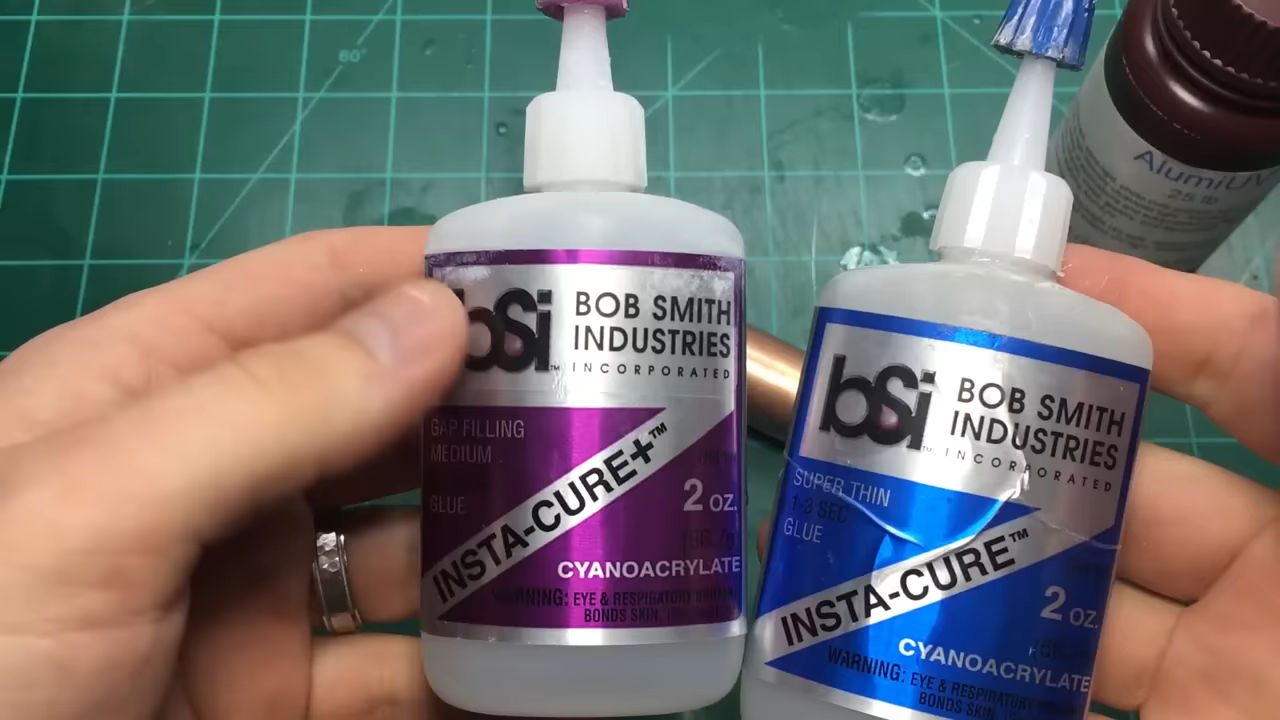 60°
bSi
BOB SMITH
INDUSTRIES
INCORPORATED
GAP FILLING
MEDIUM
GLUE
INSTA-CURE+™
2 OZ.
CYANOACRYLATE
WARNING: EYE & RESPIRATORY
BONDS SKIN.
bSi™
BOB SMITH
INDUSTRIES
INCORPORATED
SUPER THIN
1-3 SEC
GLUE
INSTA-CURE™
2 OZ.
CYANOACRYLATE
WARNING: EYE & RESPIRATORY
BONDS SKIN.
AlumiUV
25 lb